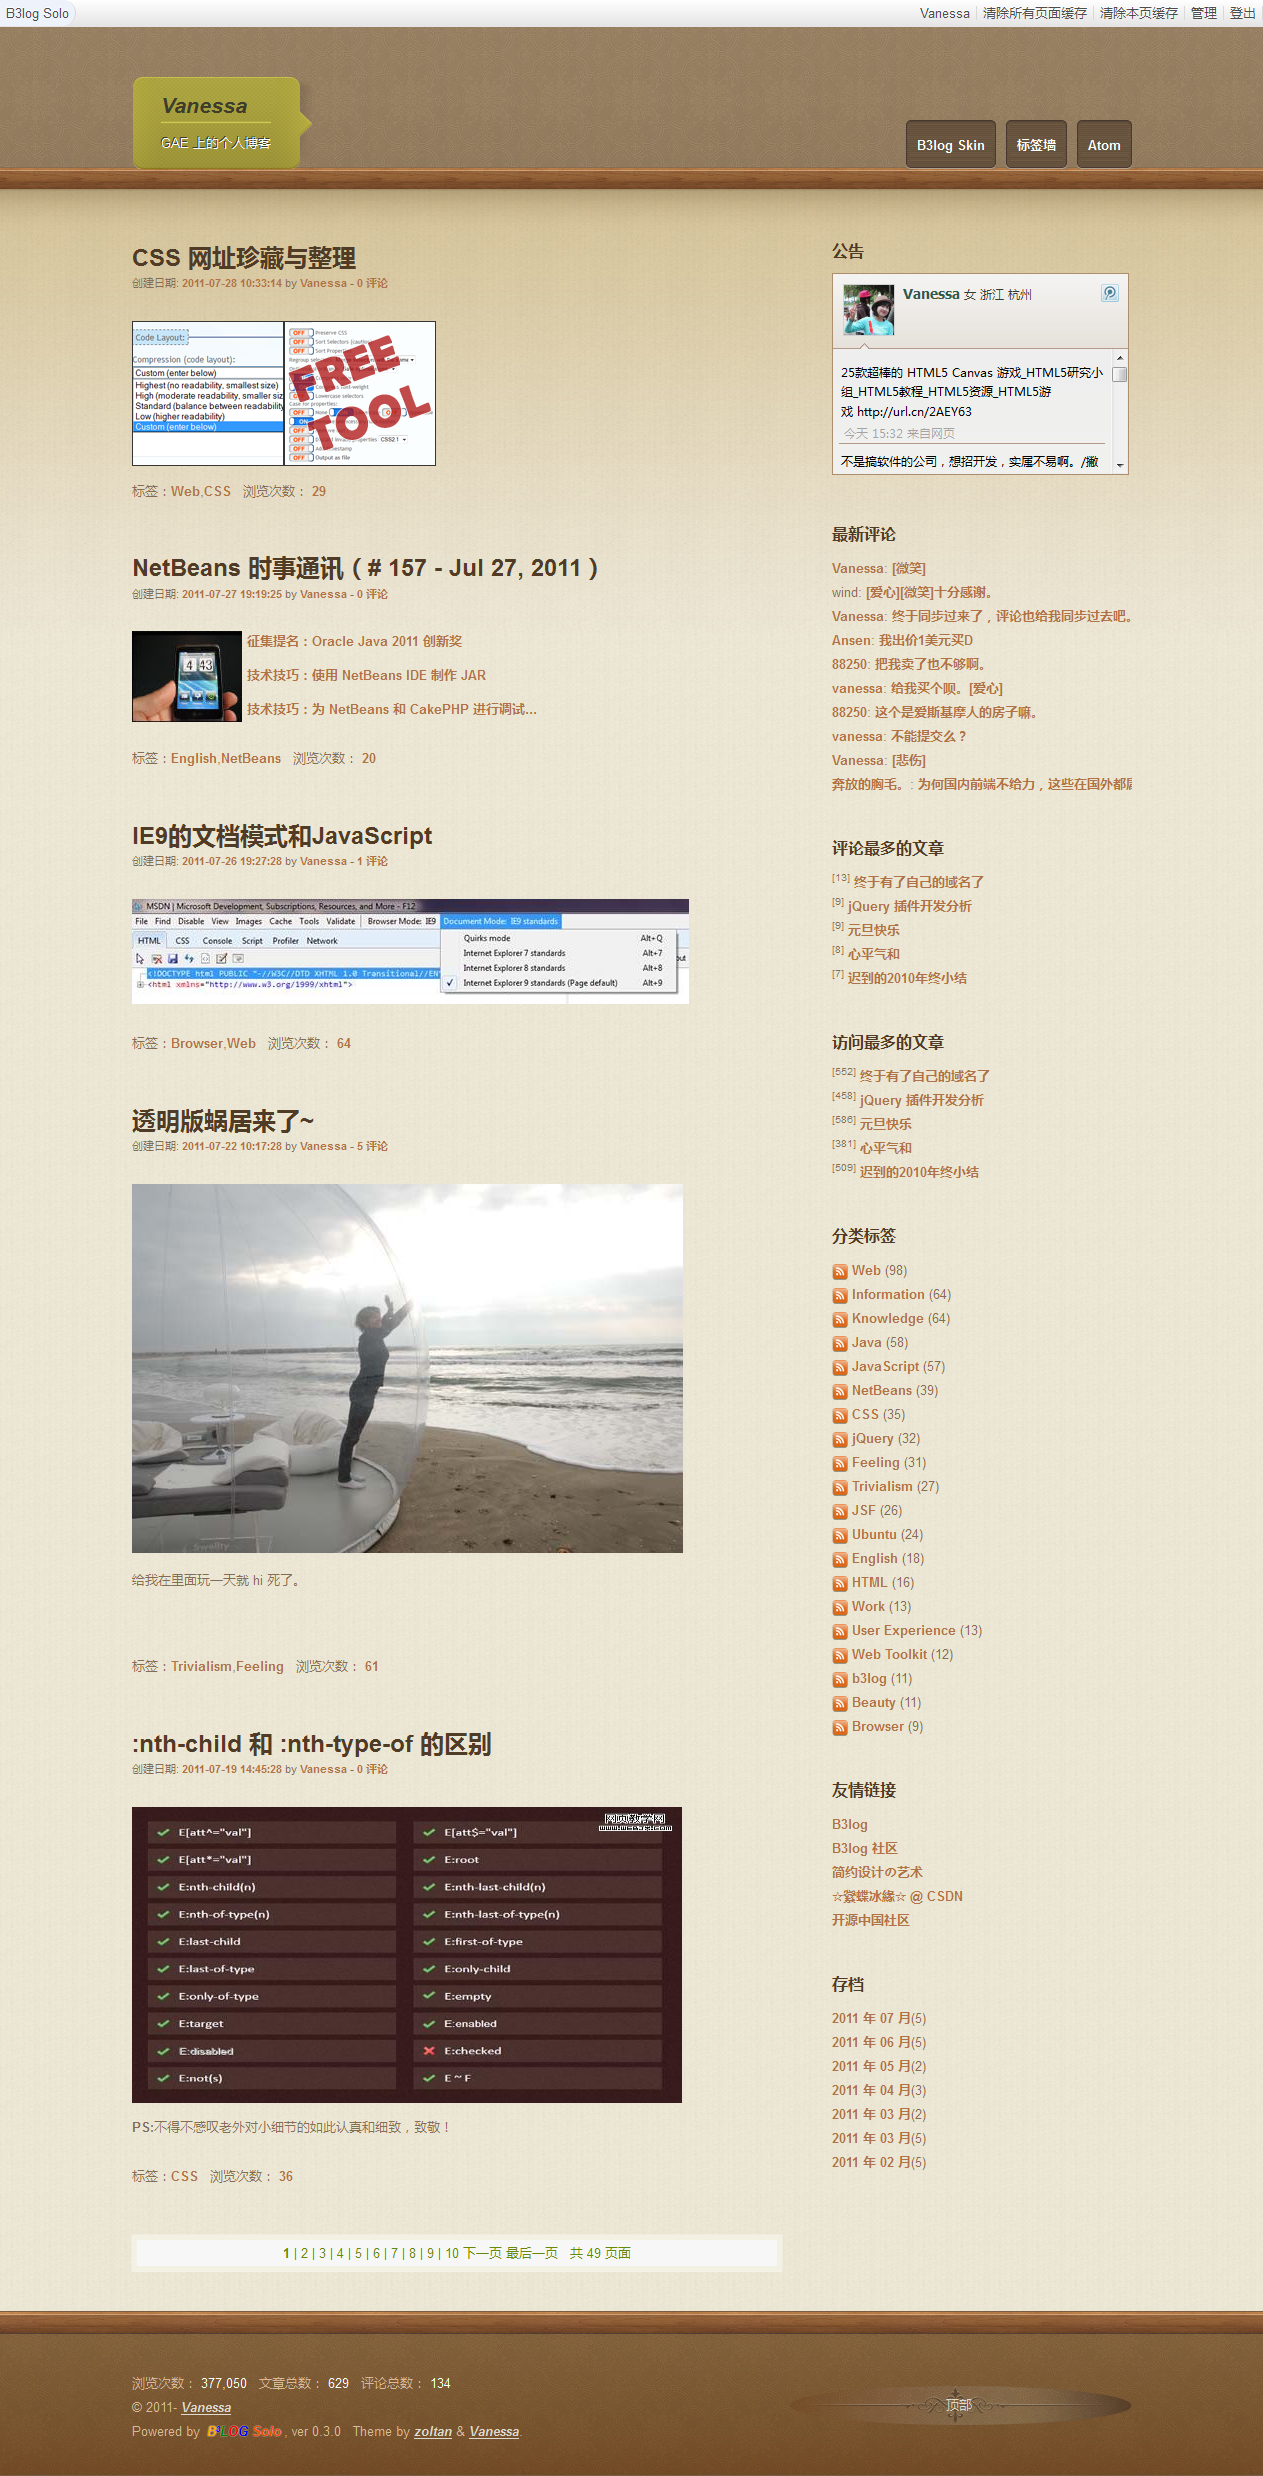 B3log Solo
Vanessa 清除所有页面缓存 清除本页缓存 管理 登出
Vanessa
GAE 上的个人博客
B3log Skin 标签墙 Atom
CSS 网址珍藏与整理
创建日期: 2011-07-28 10:33:14 by Vanessa - 0 评论
Code Layout:
Compression (code layout):
Custom (enter below)
Highest (no readability, smallest size)
High (moderate readability, smaller siz
Standard (balance between readability
Low (higher readability)
Custom (enter below)
Preserve CSS
FREE TOOL
Lowercase selectors
Output as file
标签：Web,CSS 浏览次数： 29
NetBeans 时事通讯（# 157 - Jul 27, 2011）
创建日期: 2011-07-27 19:19:25 by Vanessa - 0 评论
4 43
征集提名：Oracle Java 2011 创新奖
技术技巧：使用 NetBeans IDE 制作 JAR
技术技巧：为 NetBeans 和 CakePHP 进行调试...
标签：English,NetBeans 浏览次数： 20
IE9的文档模式和JavaScript
创建日期: 2011-07-26 19:27:28 by Vanessa - 1 评论
MSDN | Microsoft Development, Subscriptions, Resources, and More - F12
File Find Disable View Images Cache Tools Validate Browser Mode: IE9 Document Mode: IE9 standards
HTML CSS Console Script Profiler Network
Quirks mode Alt+Q
Internet Explorer 7 standards Alt+7
Internet Explorer 8 standards Alt+8
Internet Explorer 9 standards (Page default) Alt+9
<!DOCTYPE html PUBLIC "-//W3C//DTD XHTML 1.0 Transitional//EN
<html xmlns="http://www.w3.org/1999/xhtml">
标签：Browser,Web 浏览次数： 64
透明版蜗居来了~
创建日期: 2011-07-22 10:17:28 by Vanessa - 5 评论
给我在里面玩一天就 hi 死了。
标签：Trivialism,Feeling 浏览次数： 61
:nth-child 和 :nth-type-of 的区别
创建日期: 2011-07-19 14:45:28 by Vanessa - 0 评论
网页教学网
E[att^="val"] E[att$="val"]
E[att*="val"] E:root
E:nth-child(n) E:nth-last-child(n)
E:nth-of-type(n) E:nth-last-of-type(n)
E:last-child E:first-of-type
E:last-of-type E:only-child
E:only-of-type E:empty
E:target E:enabled
E:disabled E:checked
E:not(s) E ~ F
PS:不得不感叹老外对小细节的如此认真和细致，致敬！
标签：CSS 浏览次数： 36
1 | 2 | 3 | 4 | 5 | 6 | 7 | 8 | 9 | 10 下一页 最后一页 共 49 页面
公告
Vanessa 女 浙江 杭州
25款超棒的 HTML5 Canvas 游戏_HTML5研究小
组_HTML5教程_HTML5资源_HTML5游
戏 http://url.cn/2AEY63
今天 15:32 来自网页
不是搞软件的公司，想招开发，实属不易啊。/撇
最新评论
Vanessa: [微笑]
wind: [爱心][微笑]十分感谢。
Vanessa: 终于同步过来了，评论也给我同步过去吧。
Ansen: 我出价1美元买D
88250: 把我卖了也不够啊。
vanessa: 给我买个呗。[爱心]
88250: 这个是爱斯基摩人的房子嘛。
vanessa: 不能提交么？
Vanessa: [悲伤]
奔放的胸毛。: 为何国内前端不给力，这些在国外都
评论最多的文章
[13] 终于有了自己的域名了
[9] jQuery 插件开发分析
[9] 元旦快乐
[8] 心平气和
[7] 迟到的2010年终小结
访问最多的文章
[552] 终于有了自己的域名了
[458] jQuery 插件开发分析
[586] 元旦快乐
[381] 心平气和
[509] 迟到的2010年终小结
分类标签
Web (98)
Information (64)
Knowledge (64)
Java (58)
JavaScript (57)
NetBeans (39)
CSS (35)
jQuery (32)
Feeling (31)
Trivialism (27)
JSF (26)
Ubuntu (24)
English (18)
HTML (16)
Work (13)
User Experience (13)
Web Toolkit (12)
b3log (11)
Beauty (11)
Browser (9)
友情链接
B3log
B3log 社区
简约设计の艺术
☆瓷蝶冰緣☆ @ CSDN
开源中国社区
存档
2011 年 07 月(5)
2011 年 06 月(5)
2011 年 05 月(2)
2011 年 04 月(3)
2011 年 03 月(2)
2011 年 03 月(5)
2011 年 02 月(5)
浏览次数： 377,050 文章总数： 629 评论总数： 134
© 2011- Vanessa
Powered by B3LOG Solo, ver 0.3.0 Theme by zoltan & Vanessa.
顶部